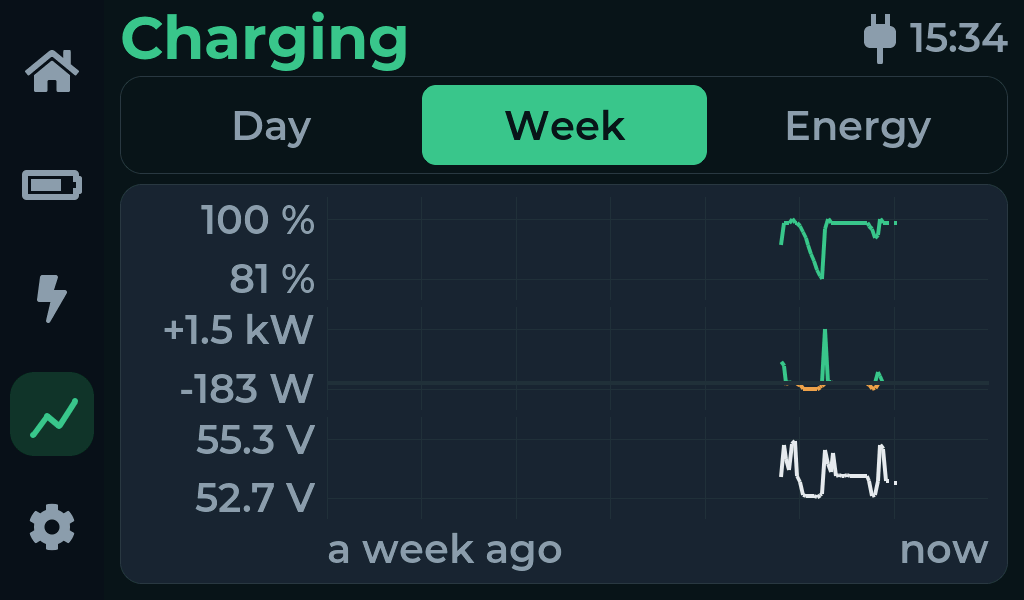 Charging
15:34
Day
Week
Energy
100 %
81 %
+1.5 kW
-183 W
55.3 V
52.7 V
a week ago
now